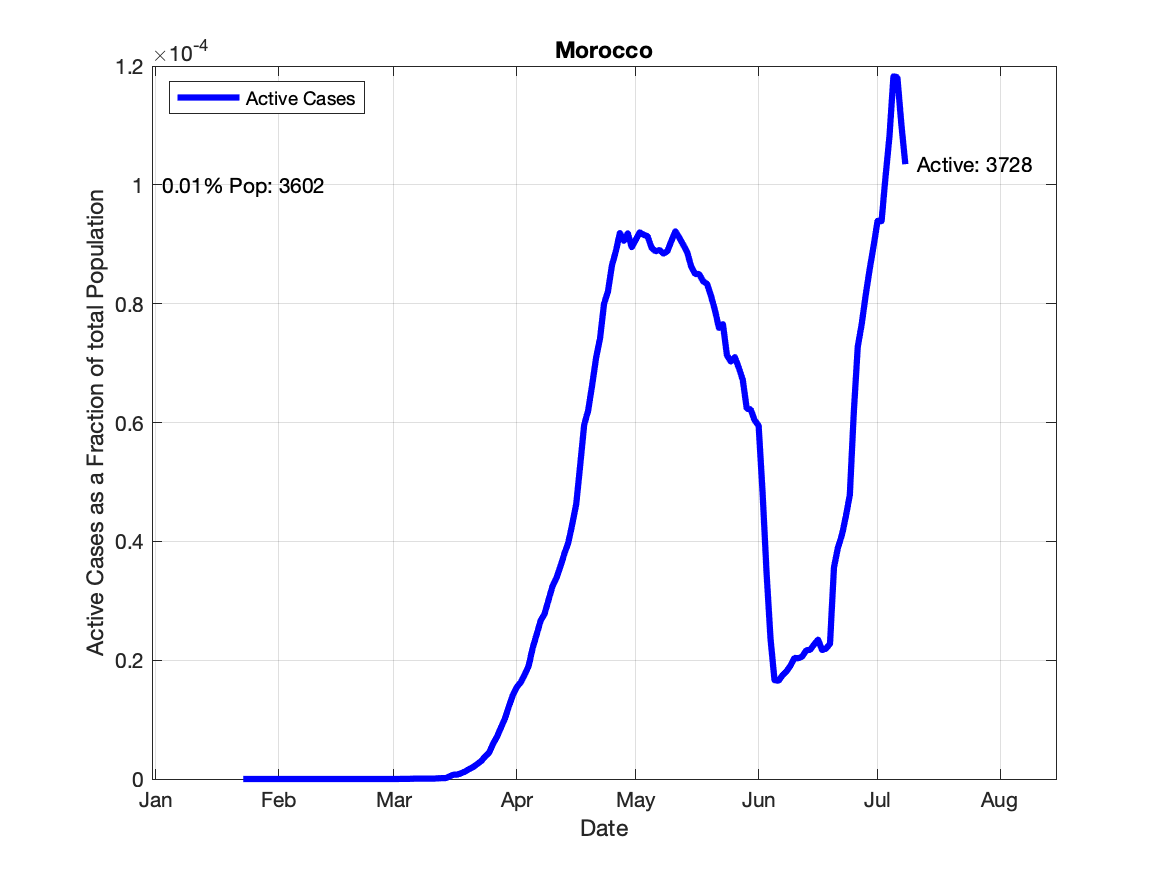 Morocco
×10⁻⁴
1.2
1
0.8
0.6
0.4
0.2
0
Active Cases as a Fraction of total Population
Active Cases
0.01% Pop: 3602
Active: 3728
Jan Feb Mar Apr May Jun Jul Aug
Date